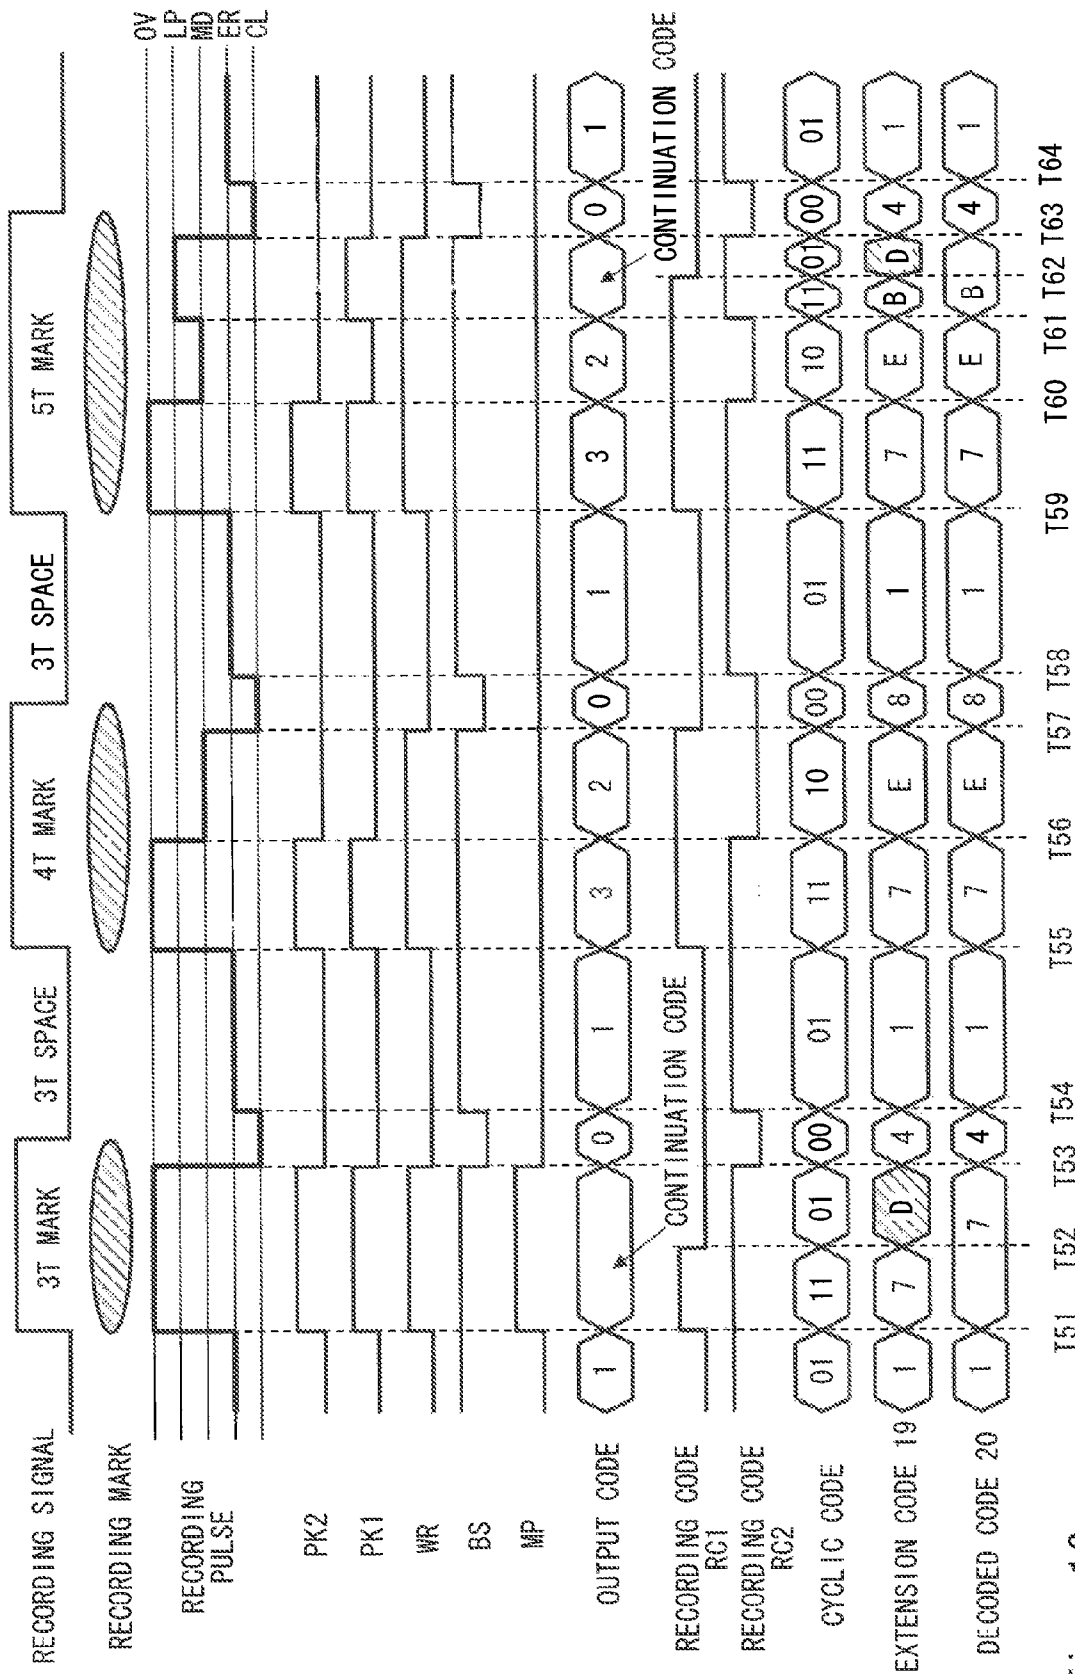 RECORDING SIGNAL 3T MARK 3T SPACE 4T MARK 3T SPACE 5T MARK
RECORDING MARK
RECORDING
PULSE
OV
LP
MD
ER
CL
PK2
PK1
WR
BS
MP
OUTPUT CODE 1 0 1 3 2 0 1 3 2 0 1
CONTINUATION CODE
CONTINUATION CODE
RECORDING CODE
RC1
RECORDING CODE
RC2
CYCLIC CODE 01 11 01 00 01 11 10 00 01 11 10 11 01 00 01
EXTENSION CODE 19 1 7 D 4 1 7 E 8 1 7 E B D 4 1
DECODED CODE 20 1 7 4 1 7 E 8 1 7 E B 4 1
T51 T52 T53 T54 T55 T56 T57 T58 T59 T60 T61 T62 T63 T64